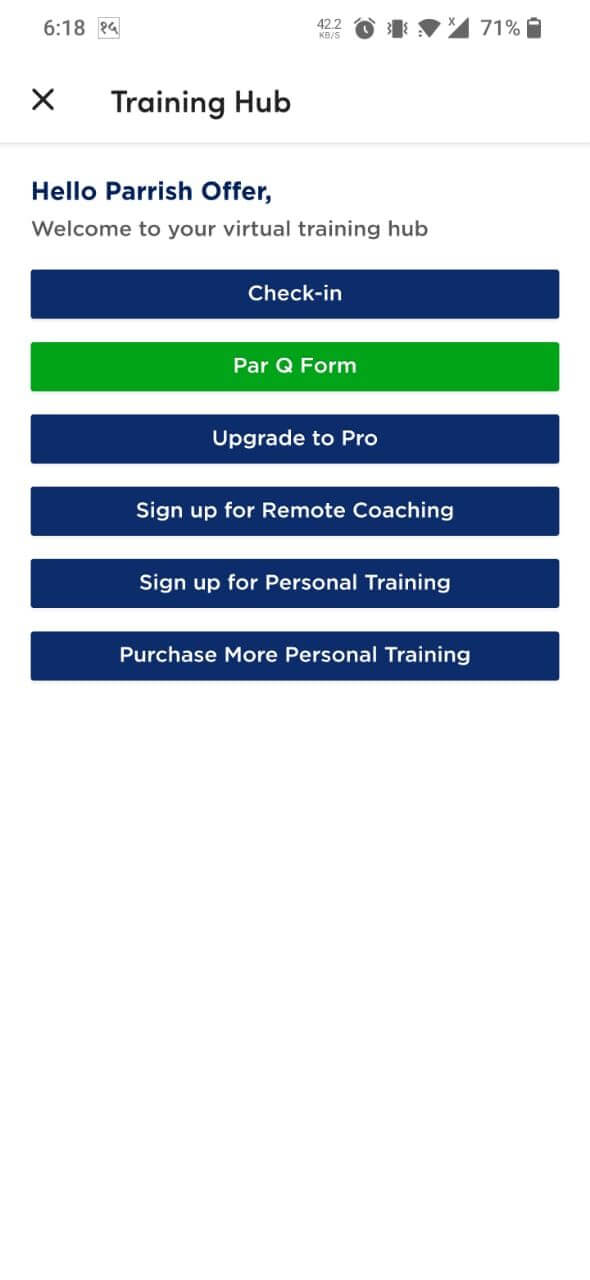 6:18 २५ 42.2 KB/S X 71%
Training Hub
Hello Parrish Offer,
Welcome to your virtual training hub
Check-in
Par Q Form
Upgrade to Pro
Sign up for Remote Coaching
Sign up for Personal Training
Purchase More Personal Training